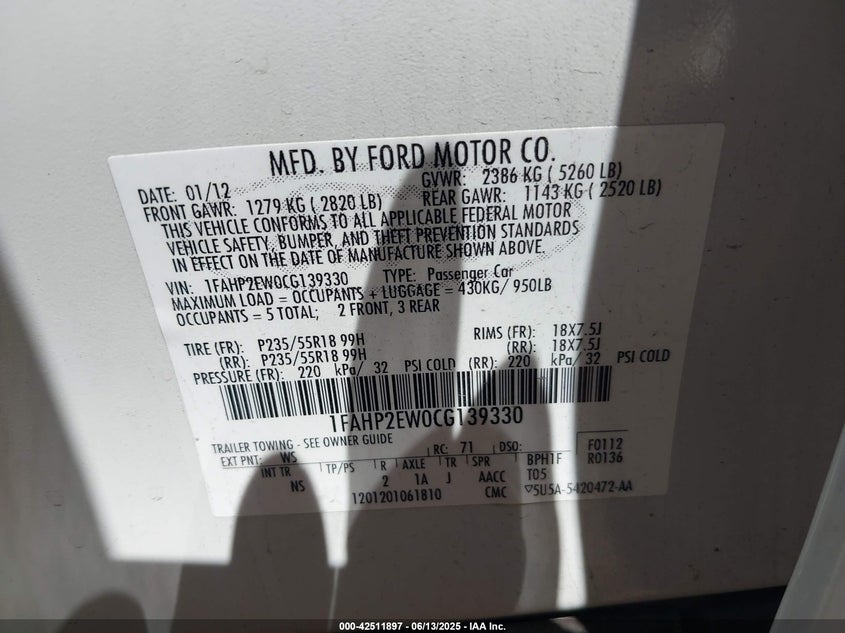 MFD. BY FORD MOTOR CO.
DATE: 01/12 GVWR: 2386 KG ( 5260 LB)
FRONT GAWR: 1279 KG ( 2820 LB) REAR GAWR: 1143 KG ( 2520 LB)
THIS VEHICLE CONFORMS TO ALL APPLICABLE FEDERAL MOTOR
VEHICLE SAFETY, BUMPER, AND THEFT PREVENTION STANDARDS
IN EFFECT ON THE DATE OF MANUFACTURE SHOWN ABOVE.
VIN: 1FAHP2EW0CG139330 TYPE: Passenger Car
MAXIMUM LOAD = OCCUPANTS + LUGGAGE = 430KG/ 950LB
OCCUPANTS = 5 TOTAL; 2 FRONT, 3 REAR
TIRE (FR): P235/55R18 99H RIMS (FR): 18X7.5J
(RR): P235/55R18 99H (RR): 18X7.5J
PRESSURE (FR): 220 kPa/ 32 PSI COLD (RR): 220 kPa/ 32 PSI COLD
1FAHP2EW0CG139330
TRAILER TOWING - SEE OWNER GUIDE
EXT PNT: WS RC: 71 DSO: F0112
INT TR TP/PS R AXLE TR SPR BPH1F R0136
NS 2 1A J AACC T05
1201201061810 CMC ▽5U5A-5420472-AA
000-42511897 - 06/13/2025 - IAA Inc.